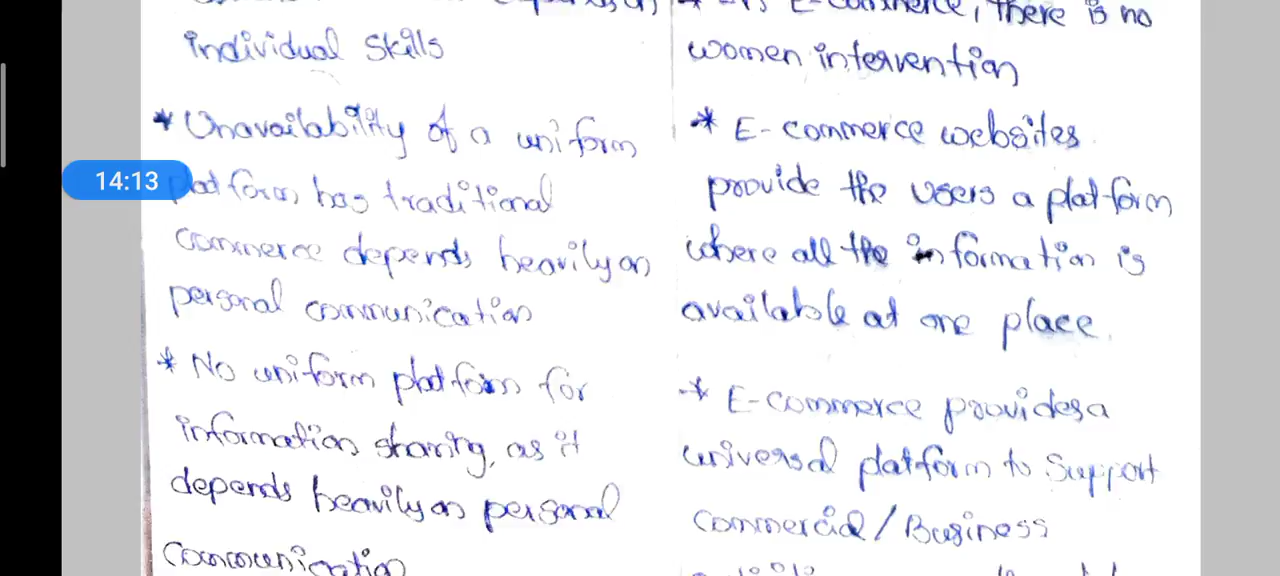 individual skills
* Unavailability of a uniform
platform has traditional
commerce depends heavily on
personal communication
* No uniform platform for
information sharing, as it
depends heavily on personal
communication
* E-commerce, there is no
women intervention
* E-commerce websites
provide the users a platform
where all the information is
available at one place.
* E-commerce provides a
universal platform to support
commercial/Business
14:13